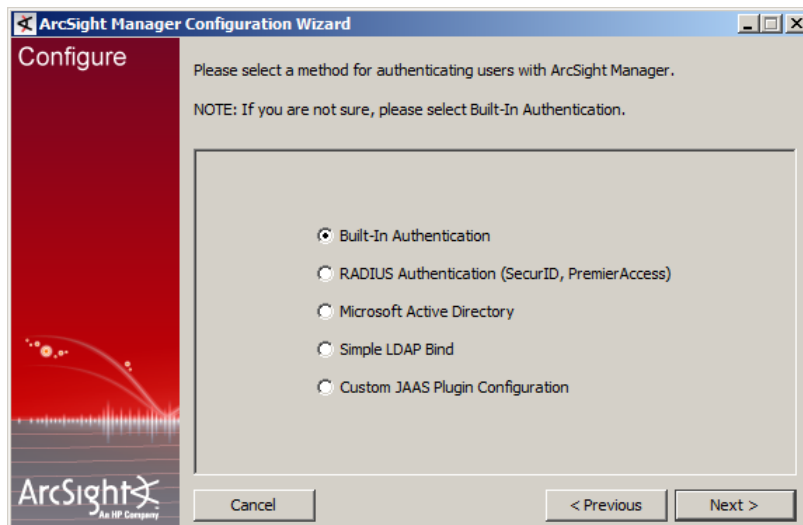 ArcSight Manager Configuration Wizard
Configure
Please select a method for authenticating users with ArcSight Manager.
NOTE: If you are not sure, please select Built-In Authentication.
Built-In Authentication
RADIUS Authentication (SecurID, PremierAccess)
Microsoft Active Directory
Simple LDAP Bind
Custom JAAS Plugin Configuration
ArcSight
An HP Company
Cancel
< Previous
Next >